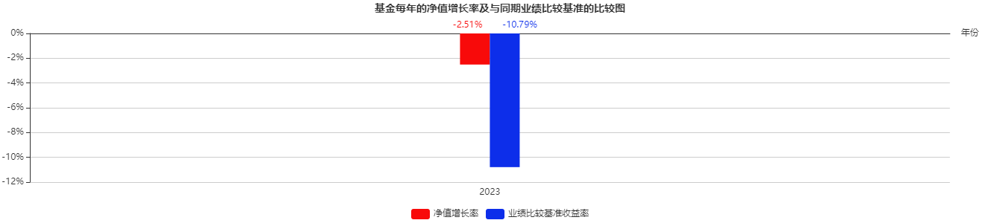 基金每年的净值增长率及与同期业绩比较基准的比较图
-2.51%
-10.79%
0%
年份
-2%
-4%
-6%
-8%
-10%
-12%
2023
净值增长率
业绩比较基准收益率